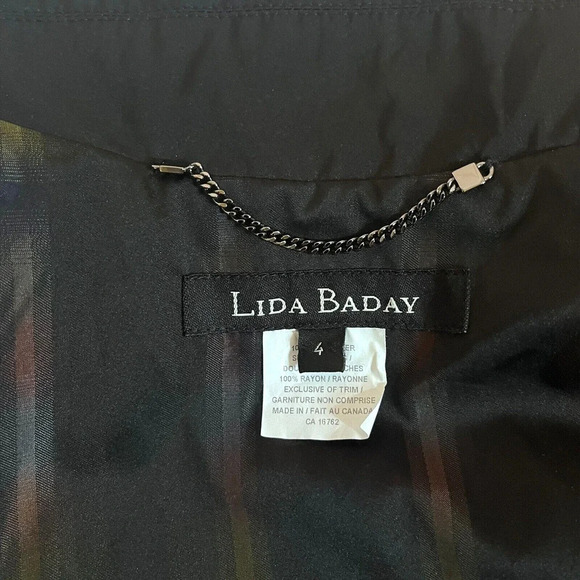 LIDA BADAY
4
100% RAYON / RAYONNE
EXCLUSIVE OF TRIM /
GARNITURE NON COMPRISE
MADE IN / FAIT AU CANADA
CA 16762